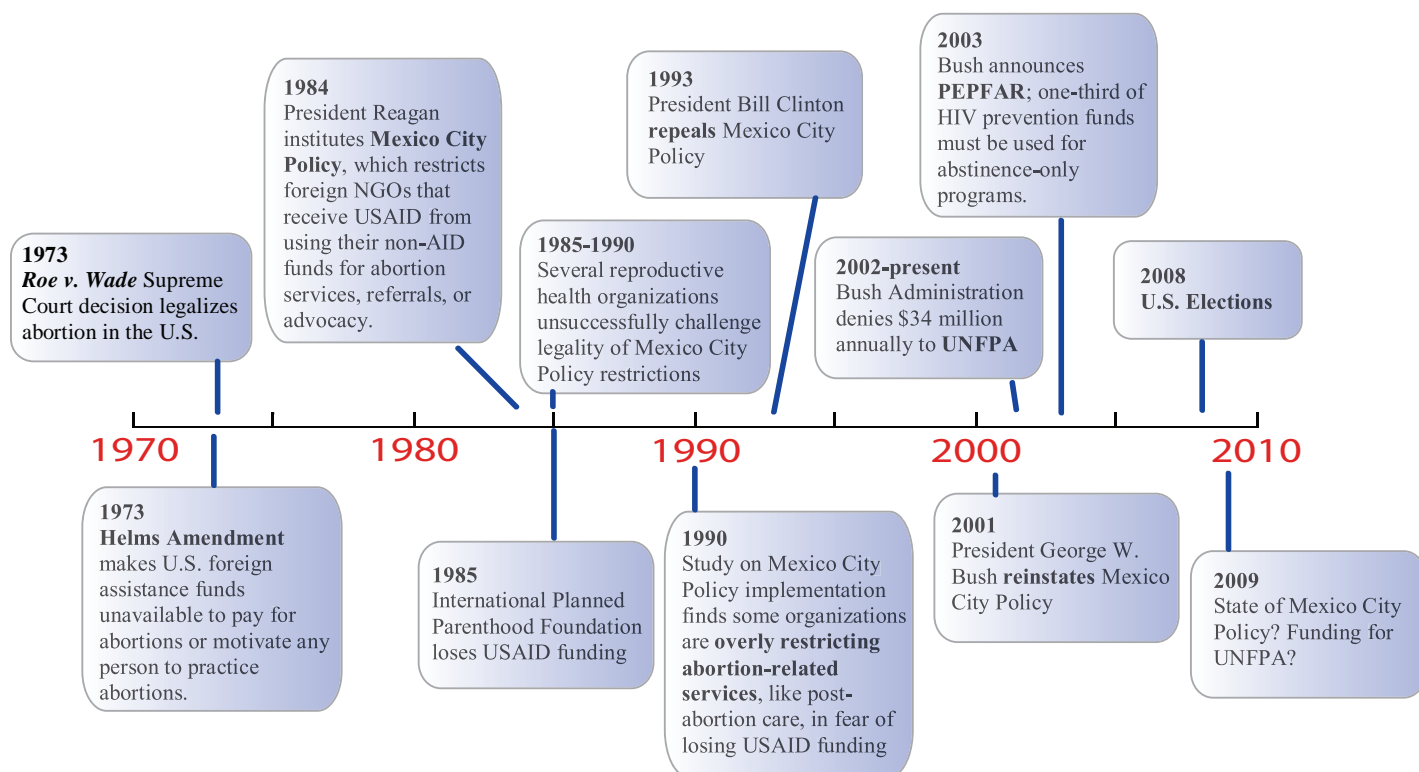 1973
Roe v. Wade Supreme
Court decision legalizes
abortion in the U.S.
1984
President Reagan
institutes Mexico City
Policy, which restricts
foreign NGOs that
receive USAID from
using their non-AID
funds for abortion
services, referrals, or
advocacy.
1985-1990
Several reproductive
health organizations
unsuccessfully challenge
legality of Mexico City
Policy restrictions
1993
President Bill Clinton
repeals Mexico City
Policy
2002-present
Bush Administration
denies $34 million
annually to UNFPA
2003
Bush announces
PEPFAR; one-third of
HIV prevention funds
must be used for
abstinence-only
programs.
2008
U.S. Elections
1970
1980
1990
2000
2010
1973
Helms Amendment
makes U.S. foreign
assistance funds
unavailable to pay for
abortions or motivate any
person to practice
abortions.
1985
International Planned
Parenthood Foundation
loses USAID funding
1990
Study on Mexico City
Policy implementation
finds some organizations
are overly restricting
abortion-related
services, like post-
abortion care, in fear of
losing USAID funding
2001
President George W.
Bush reinstates Mexico
City Policy
2009
State of Mexico City
Policy? Funding for
UNFPA?